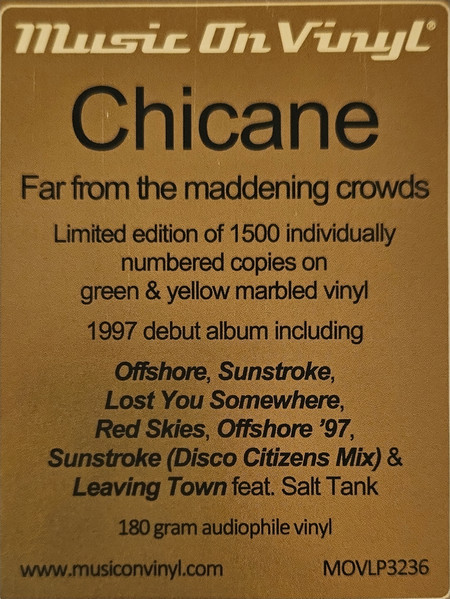 Music On Vinyl®
Chicane
Far from the maddening crowds
Limited edition of 1500 individually
numbered copies on
green & yellow marbled vinyl
1997 debut album including
Offshore, Sunstroke,
Lost You Somewhere,
Red Skies, Offshore ’97,
Sunstroke (Disco Citizens Mix) &
Leaving Town feat. Salt Tank
180 gram audiophile vinyl
www.musiconvinyl.com MOVLP3236